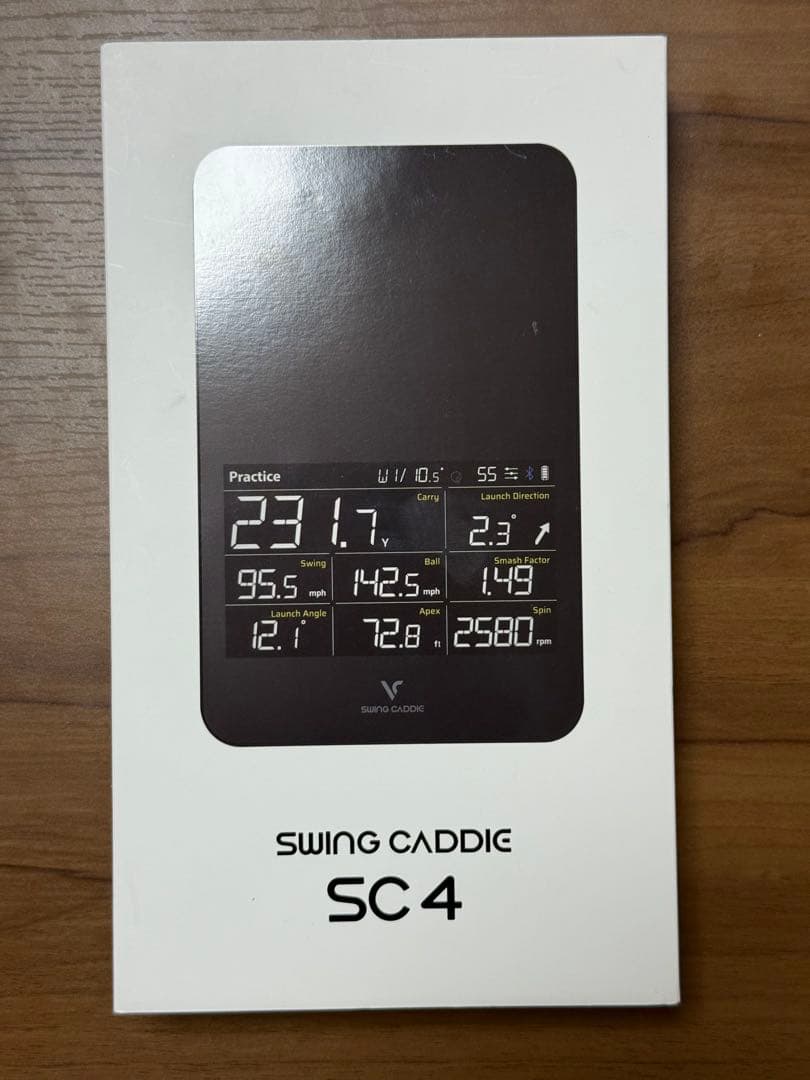 Practice W1/ 10.5° 55
Carry Launch Direction
231.7 Y 2.3°
Swing Ball Smash Factor
95.5 mph 142.5 mph 1.49
Launch Angle Apex Spin
12.1° 72.8 ft 2580 rpm
SWING CADDIE
SWING CADDIE
SC4